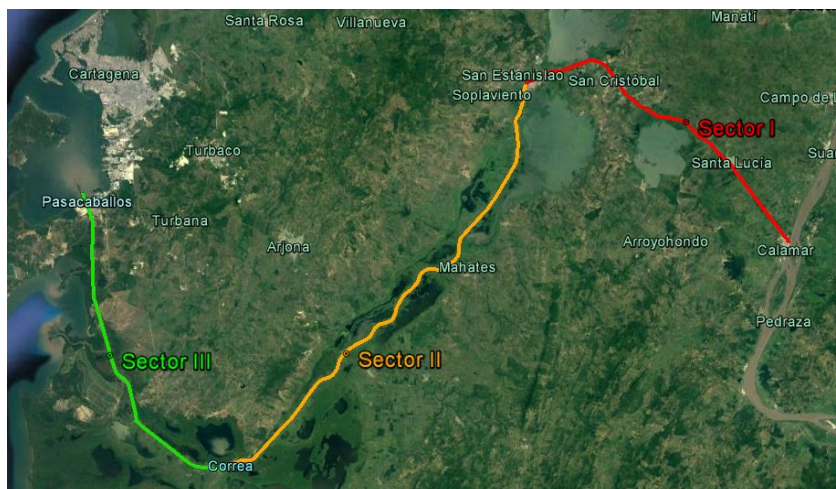 Santa Rosa
Villanueva
Manatí
Cartagena
San Estanislao
San Cristóbal
Soplaviento
Campo de L
Sector I
Turbaco
Santa Lucía
Suan
Pasacaballos
Turbana
Arjona
Arroyohondo
Calamar
Mahates
Pedraza
Sector III
Sector II
Correa